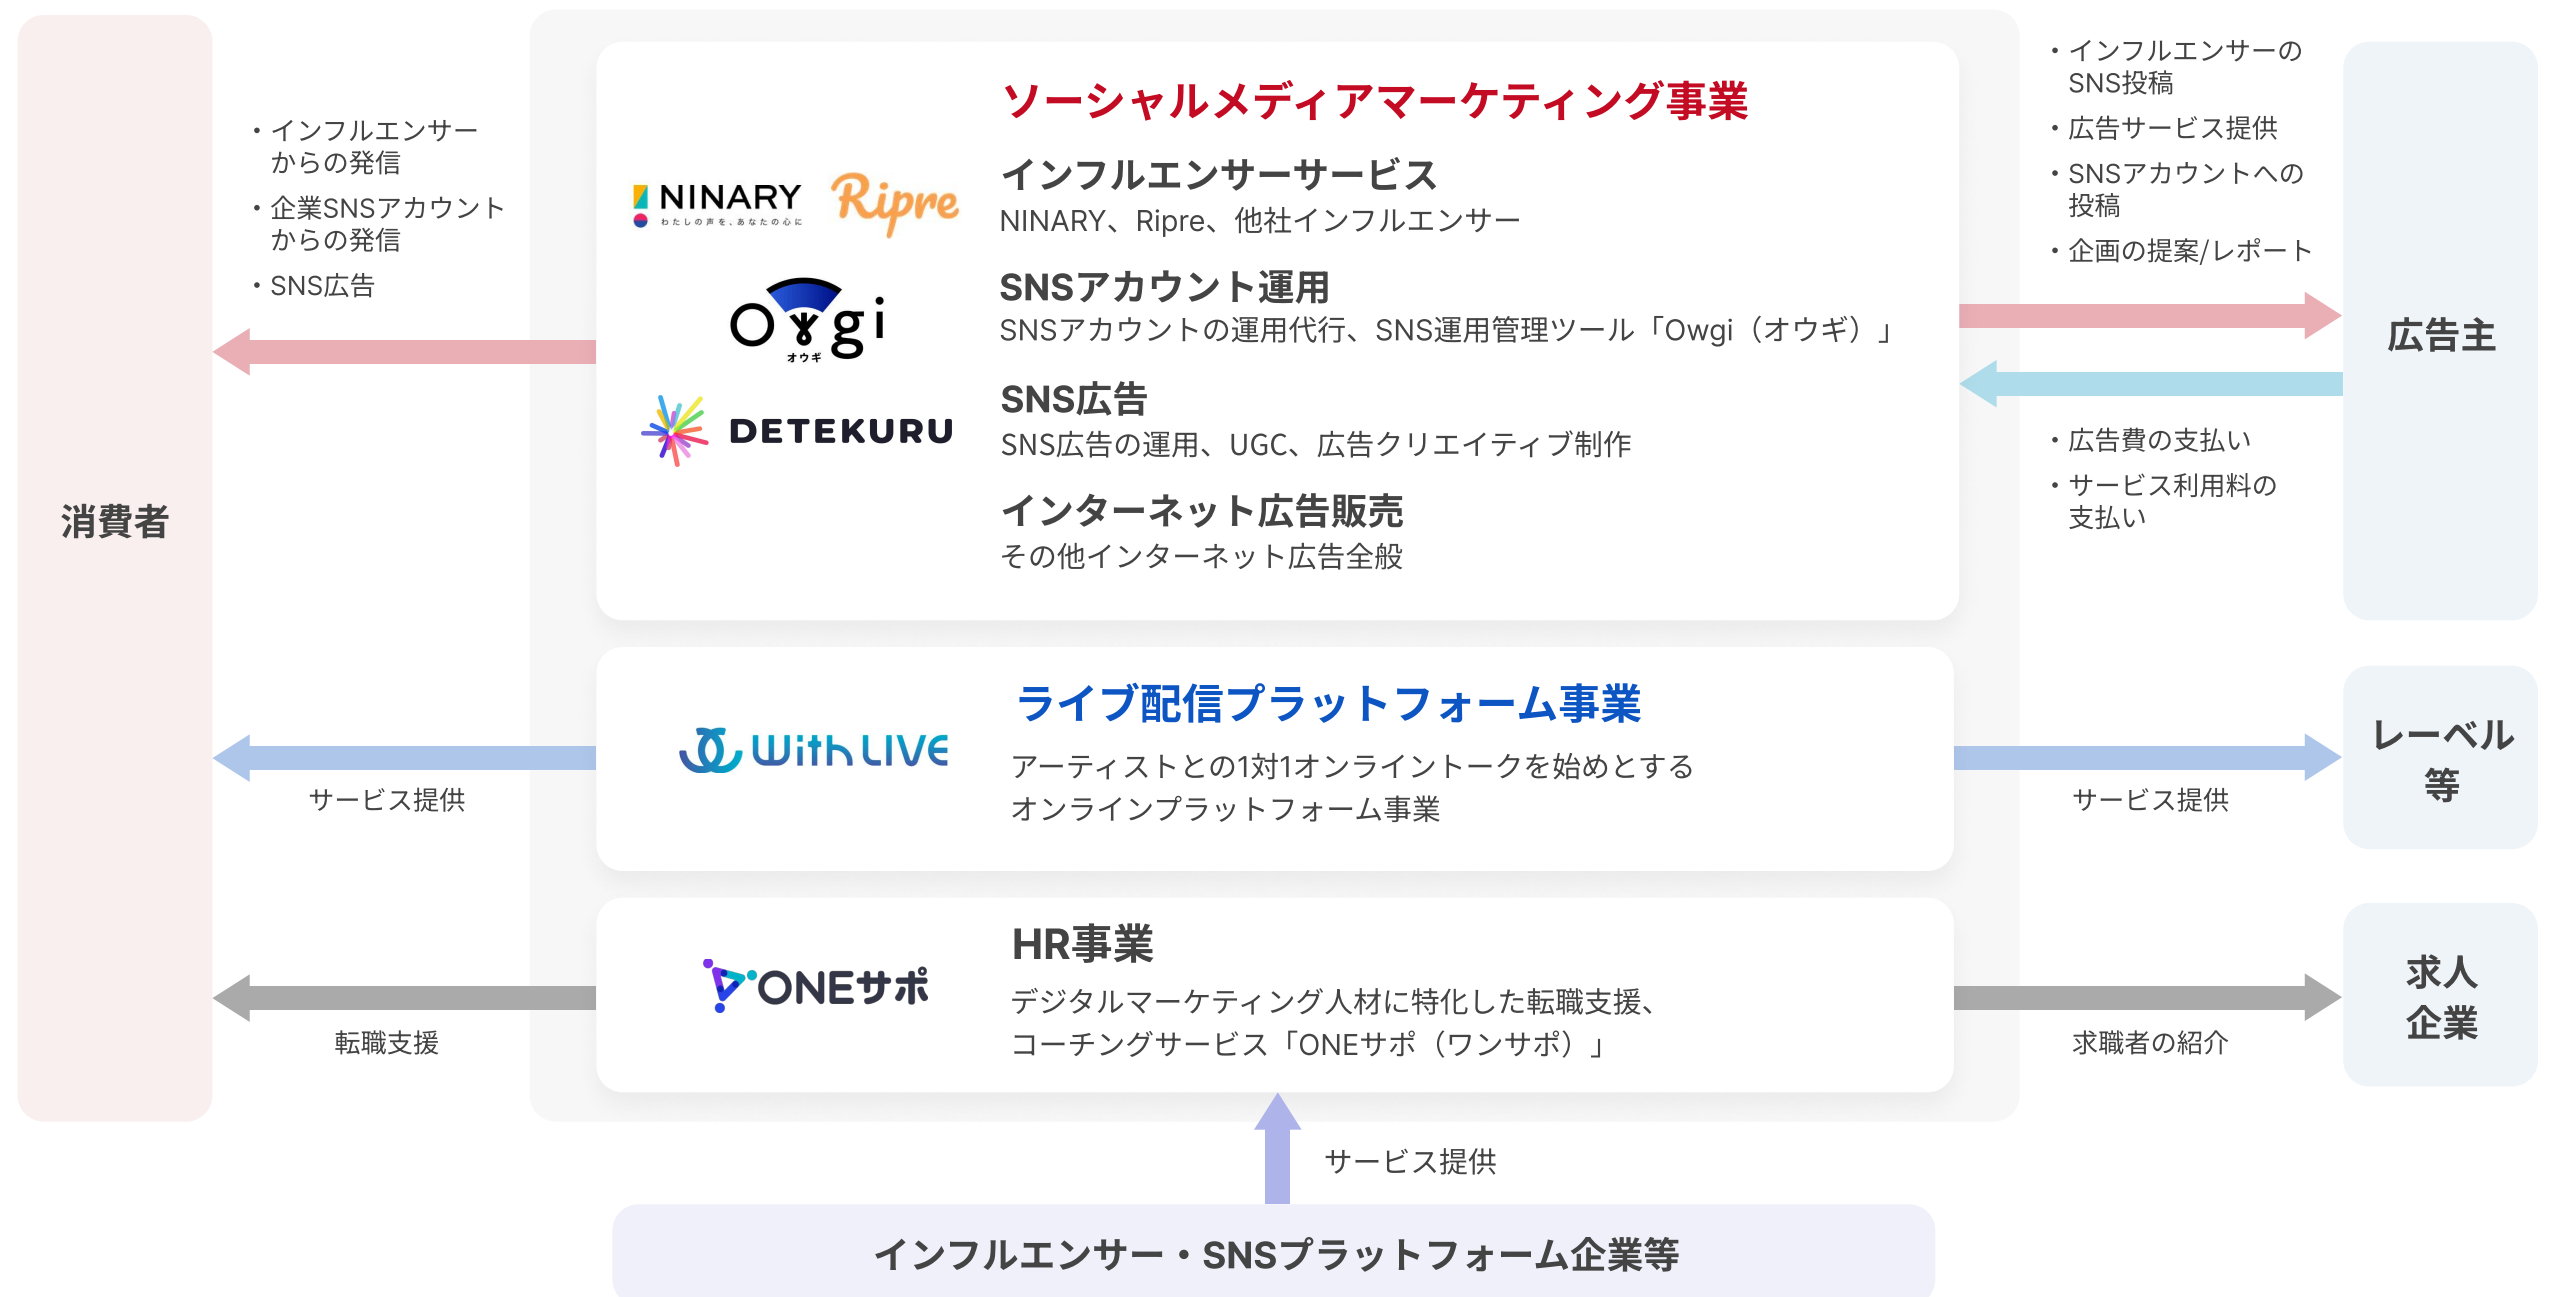 消費者
・インフルエンサー
からの発信
・企業SNSアカウント
からの発信
・SNS広告
ソーシャルメディアマーケティング事業
NINARY
わたしの声を、あなたの心に
Ripre
インフルエンサーサービス
NINARY、Ripre、他社インフルエンサー
Owgi
オウギ
SNSアカウント運用
SNSアカウントの運用代行、SNS運用管理ツール「Owgi（オウギ）」
DETEKURU
SNS広告
SNS広告の運用、UGC、広告クリエイティブ制作
インターネット広告販売
その他インターネット広告全般
・インフルエンサーの
SNS投稿
・広告サービス提供
・SNSアカウントへの
投稿
・企画の提案/レポート
広告主
・広告費の支払い
・サービス利用料の
支払い
サービス提供
With LIVE
ライブ配信プラットフォーム事業
アーティストとの1対1オンライントークを始めとする
オンラインプラットフォーム事業
サービス提供
レーベル
等
転職支援
ONEサポ
HR事業
デジタルマーケティング人材に特化した転職支援、
コーチングサービス「ONEサポ（ワンサポ）」
求職者の紹介
求人
企業
サービス提供
インフルエンサー・SNSプラットフォーム企業等